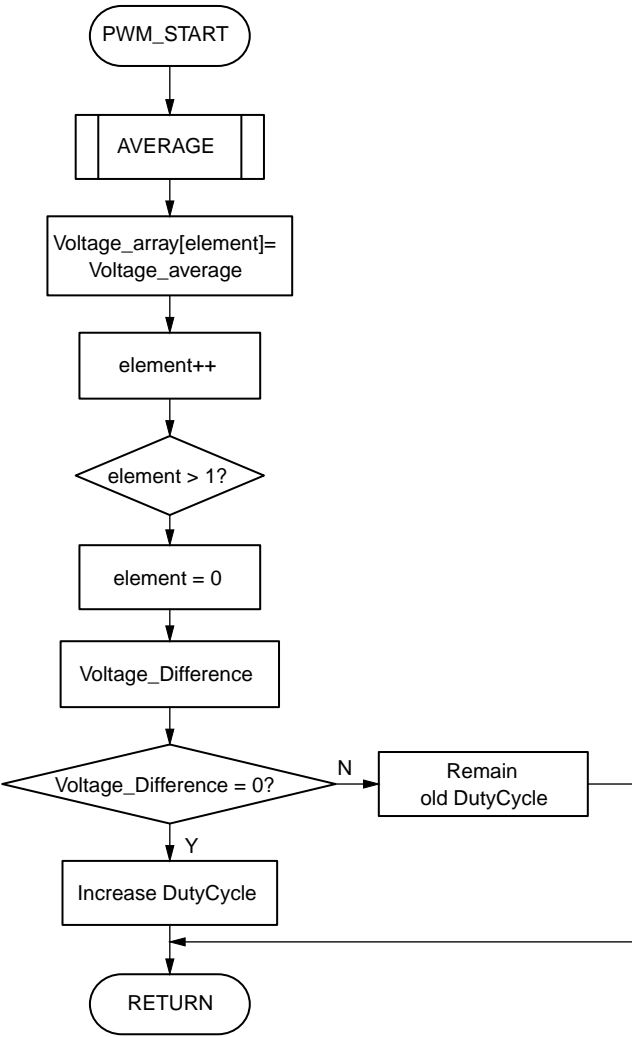 PWM_START
AVERAGE
Voltage_array[element]=
Voltage_average
element++
element > 1?
element = 0
Voltage_Difference
Voltage_Difference = 0?
N
Remain
old DutyCycle
Y
Increase DutyCycle
RETURN